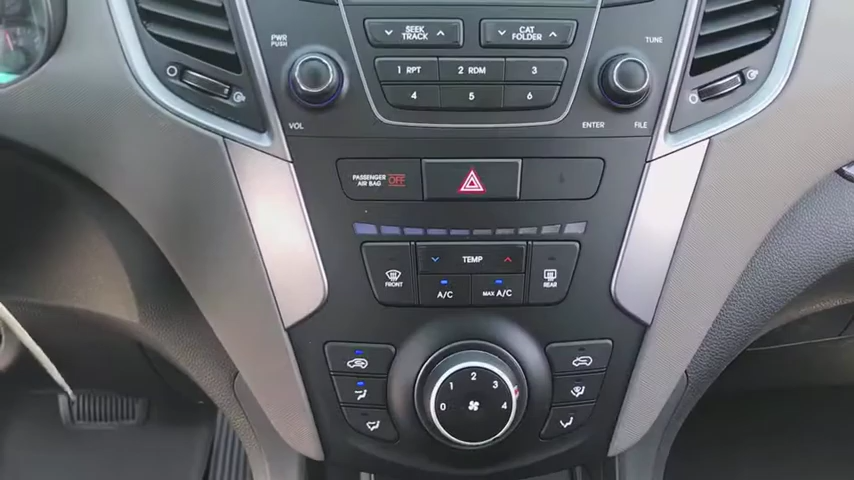 PWR
PUSH
SEEK
TRACK
CAT
FOLDER
TUNE
1 RPT
2 RDM
3
4
5
6
VOL
ENTER
FILE
PASSENGER
AIR BAG OFF
TEMP
FRONT
A/C
MAX A/C
REAR
0 1 2 3 4